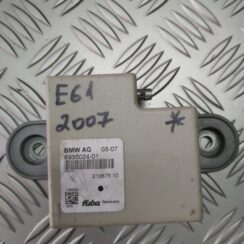 E61
2007
*
BMW AG 03-07
6935024-01
213675 10
Fuba Germany